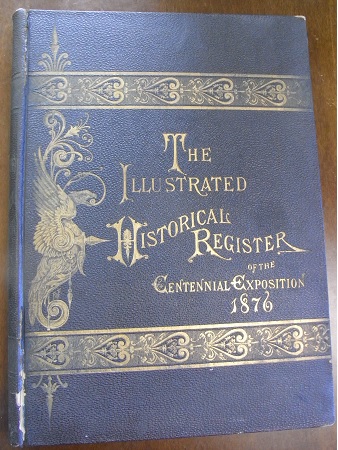 THE
ILLUSTRATED
HISTORICAL
REGISTER
OF THE
CENTENNIAL EXPOSITION
1876